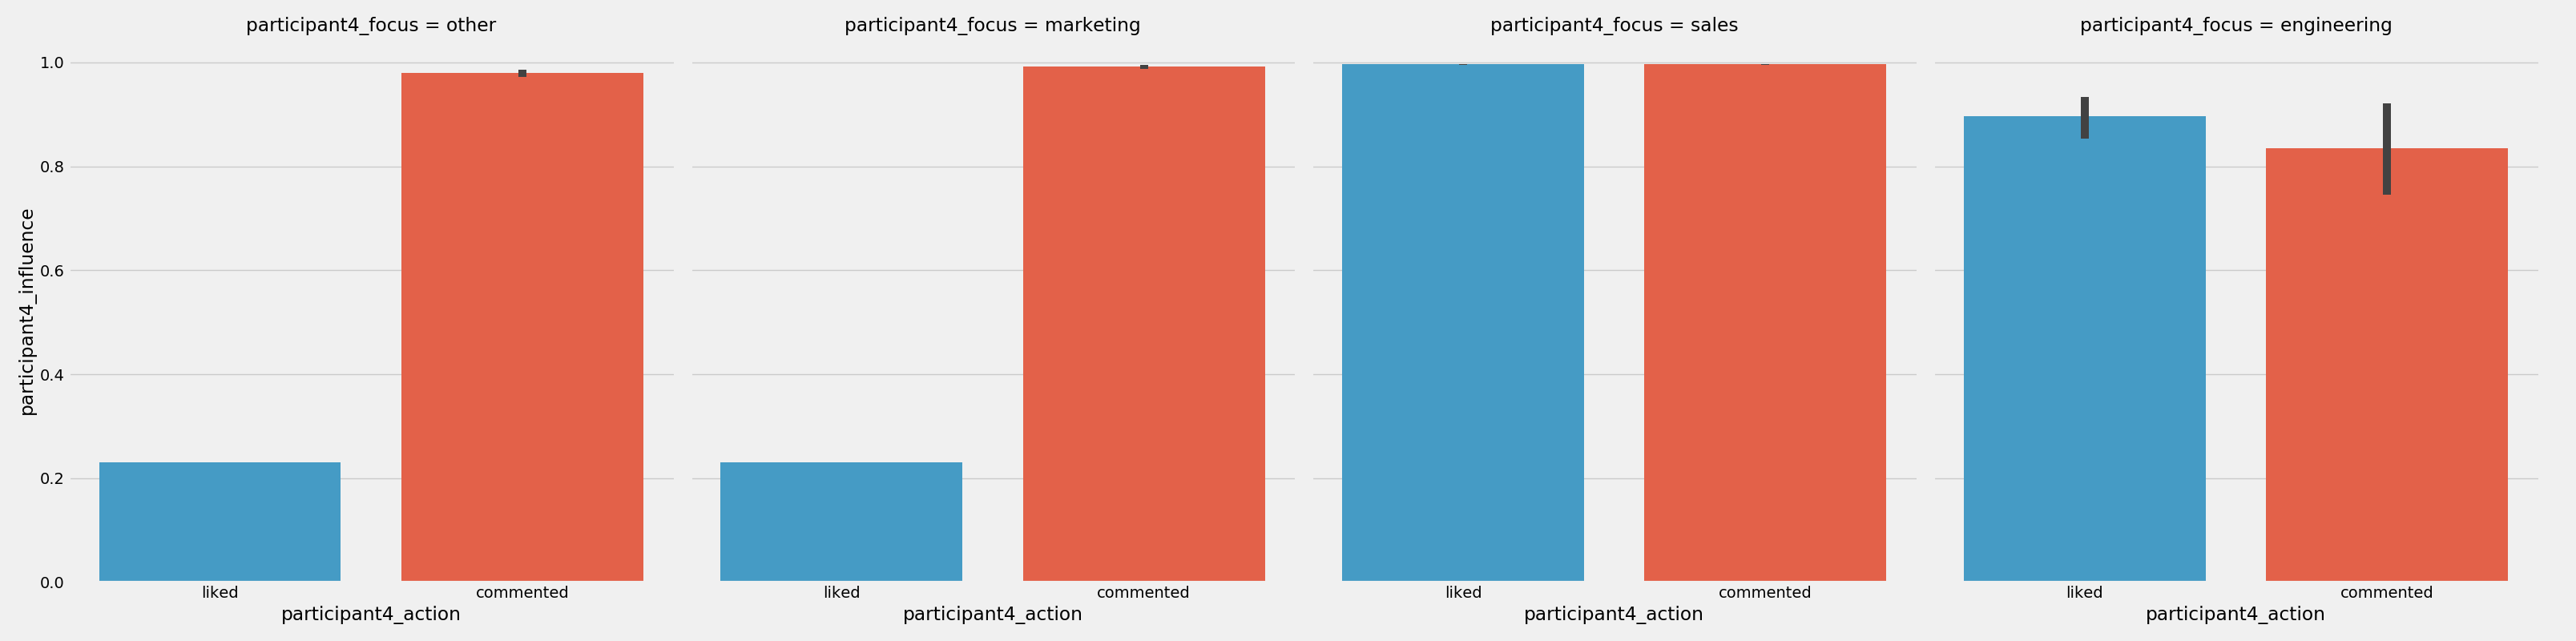 participant4_focus = other
participant4_focus = marketing
participant4_focus = sales
participant4_focus = engineering
participant4_influence
1.0
0.8
0.6
0.4
0.2
0.0
liked
commented
liked
commented
liked
commented
liked
commented
participant4_action
participant4_action
participant4_action
participant4_action